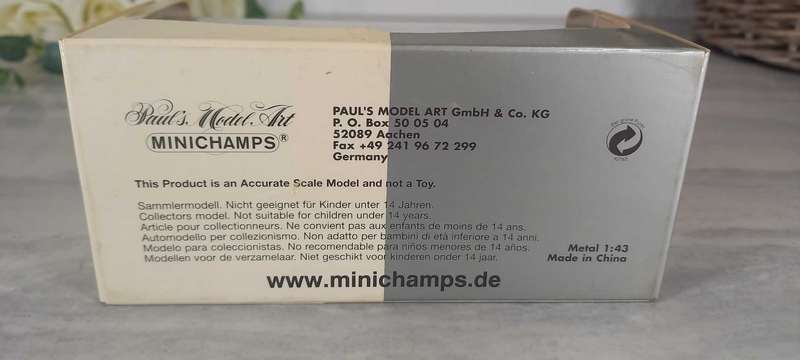 Paul's Model Art
MINICHAMPS®
PAUL'S MODEL ART GmbH & Co. KG
P. O. Box 50 05 04
52089 Aachen
Fax +49 241 96 72 299
Germany
This Product is an Accurate Scale Model and not a Toy.
Sammlermodell. Nicht geeignet für Kinder unter 14 Jahren.
Collectors model. Not suitable for children under 14 years.
Article pour collectionneurs. Ne convient pas aux enfants de moins de 14 ans.
Automodello per collezionismo. Non adatto per bambini di età inferiore a 14 anni.
Modelo para coleccionistas. No recomendable para niños menores de 14 años.
Modellen voor de verzamelaar. Niet geschikt voor kinderen onder 14 jaar.
Der grüne Punkt
Metal 1:43
Made in China
www.minichamps.de